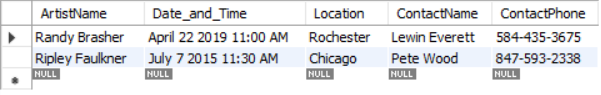 ArtistName Date_and_Time Location ContactName ContactPhone
Randy Brasher April 22 2019 11:00 AM Rochester Lewin Everett 584-435-3675
Ripley Faulkner July 7 2015 11:30 AM Chicago Pete Wood 847-593-2338
NULL NULL NULL NULL NULL